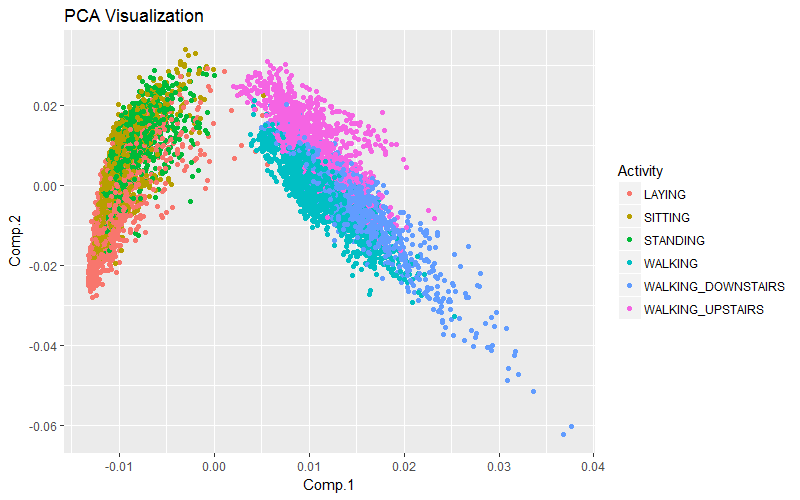 PCA Visualization
0.02
0.00
-0.02
-0.04
-0.06
Comp.2
-0.01
0.00
0.01
0.02
0.03
0.04
Comp.1
Activity
LAYING
SITTING
STANDING
WALKING
WALKING_DOWNSTAIRS
WALKING_UPSTAIRS